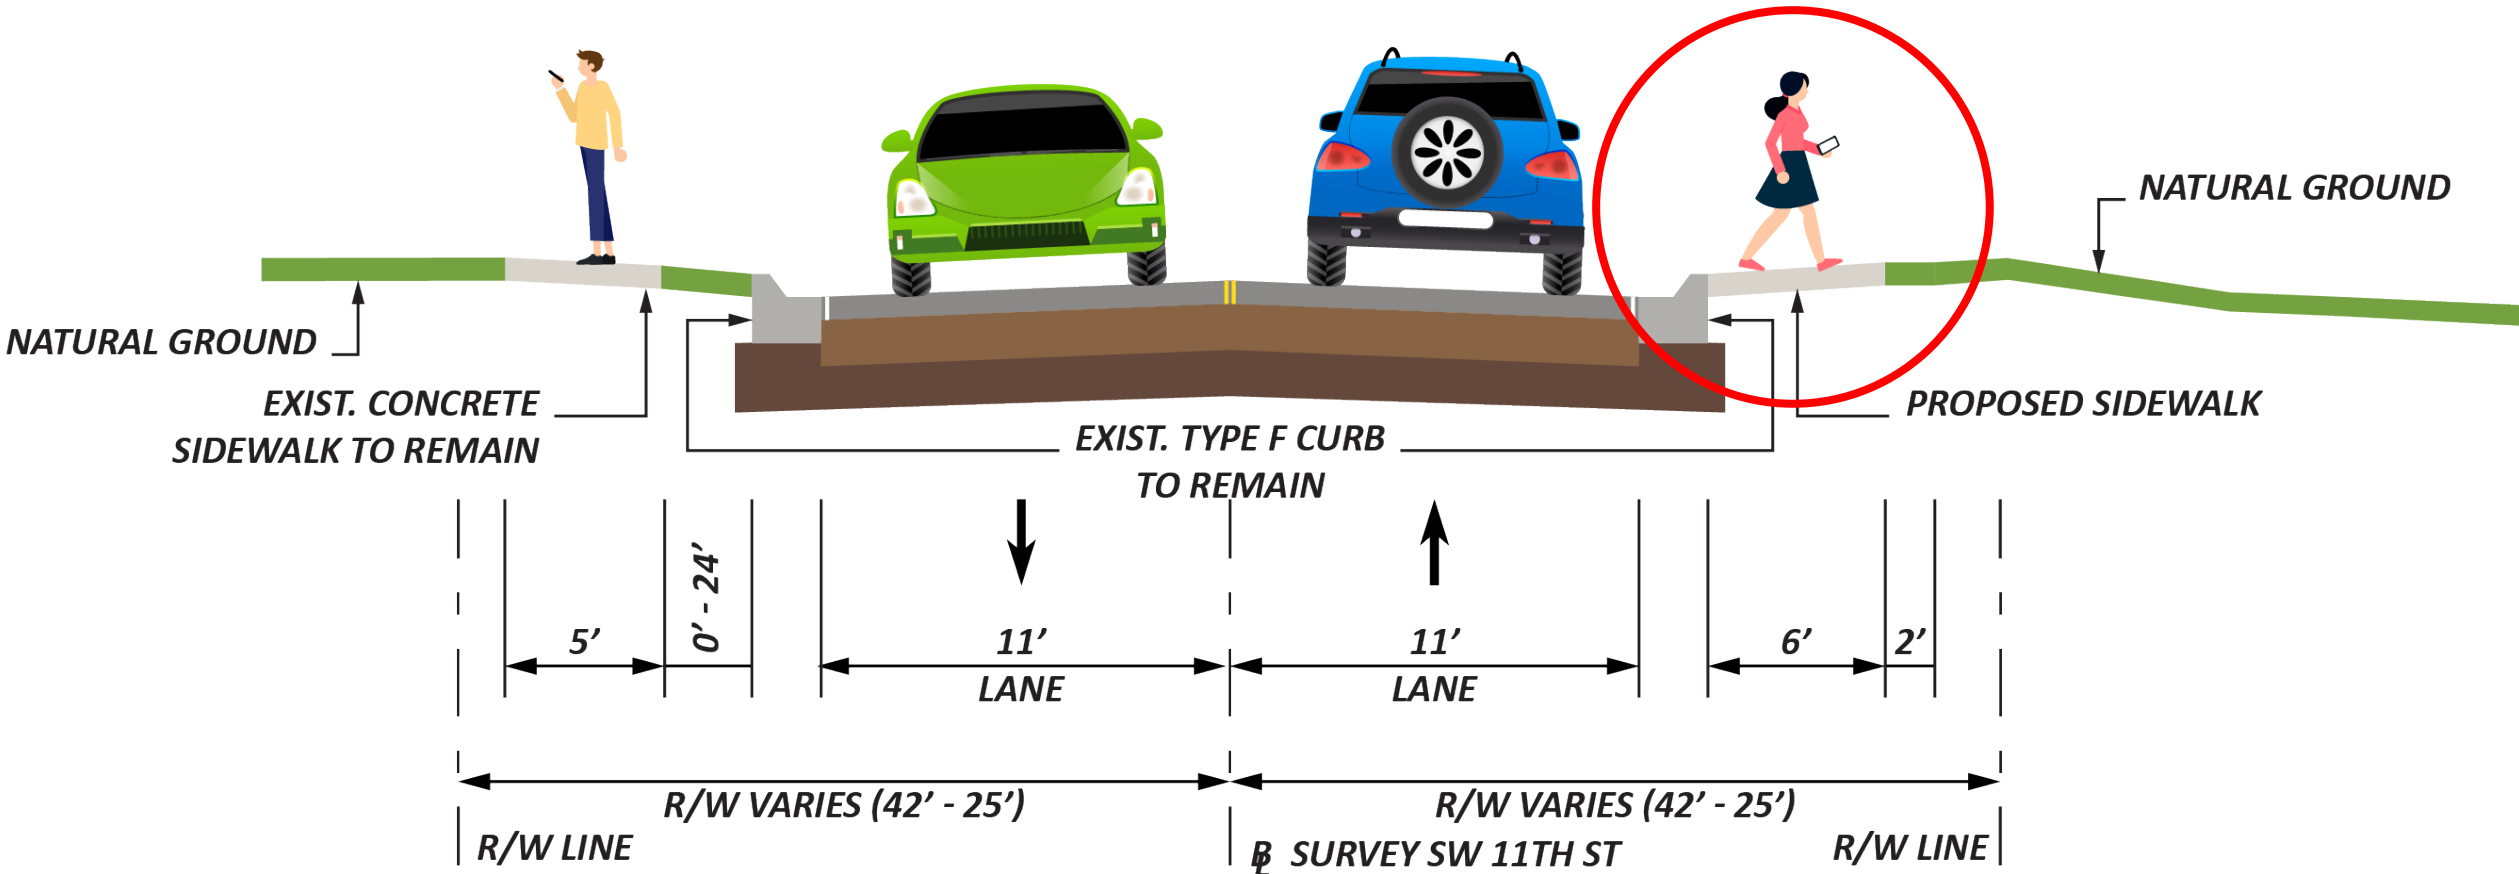 NATURAL GROUND
NATURAL GROUND
EXIST. CONCRETE
SIDEWALK TO REMAIN
PROPOSED SIDEWALK
EXIST. TYPE F CURB
TO REMAIN
5’
0’ - 24’
11’
LANE
11’
LANE
6’
2’
R/W VARIES (42’ - 25’)
R/W VARIES (42’ - 25’)
R/W LINE
BL SURVEY SW 11TH ST
R/W LINE